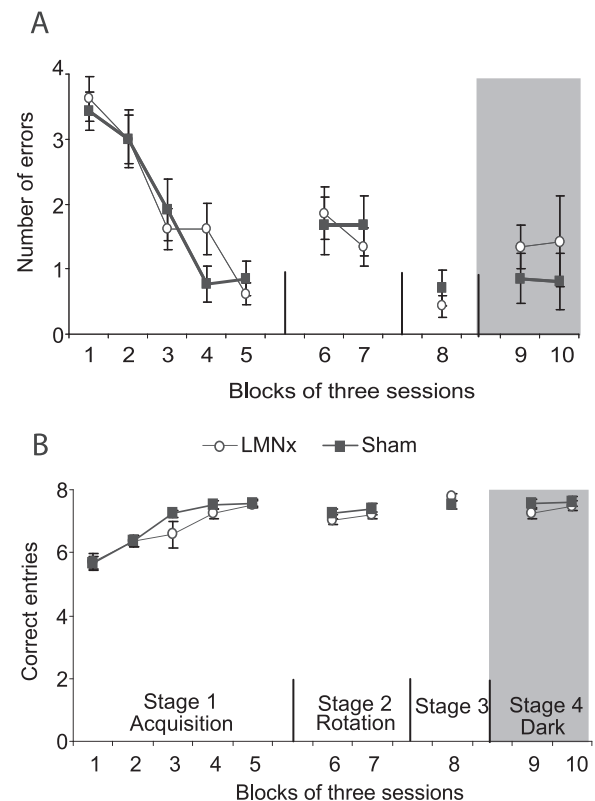 A
4
3
2
1
0
Number of errors
1 2 3 4 5 6 7 8 9 10
Blocks of three sessions
B
LMNx Sham
8
6
4
2
0
Correct entries
Stage 1 Stage 2 Stage 3 Stage 4
Acquisition Rotation Dark
1 2 3 4 5 6 7 8 9 10
Blocks of three sessions